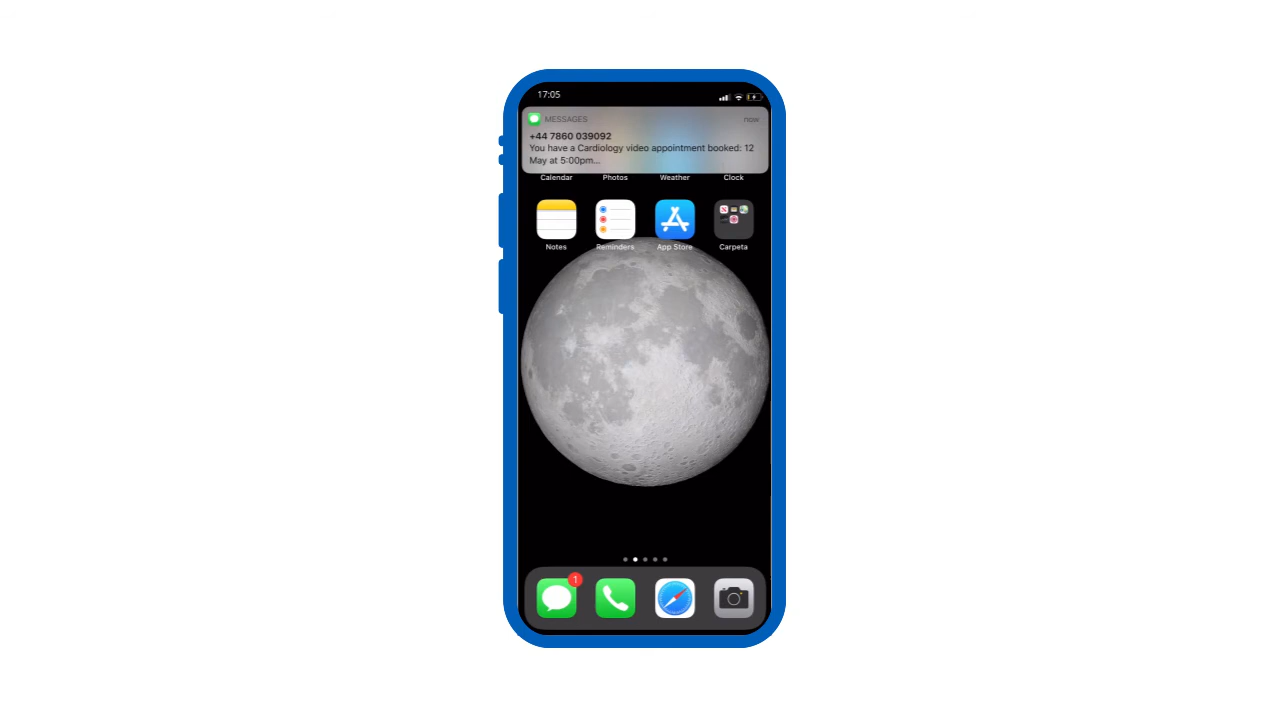 17:05
MESSAGES now
+44 7860 039092
You have a Cardiology video appointment booked: 12
May at 5:00pm...
Calendar Photos Weather Clock
Notes Reminders App Store Carpeta
1